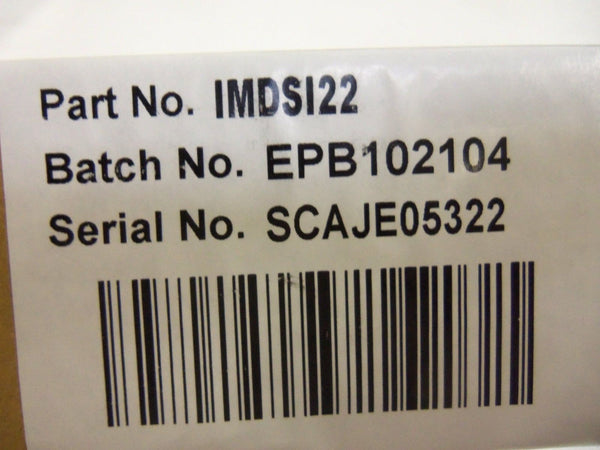 Part No. IMDSI22
Batch No. EPB102104
Serial No. SCAJE05322